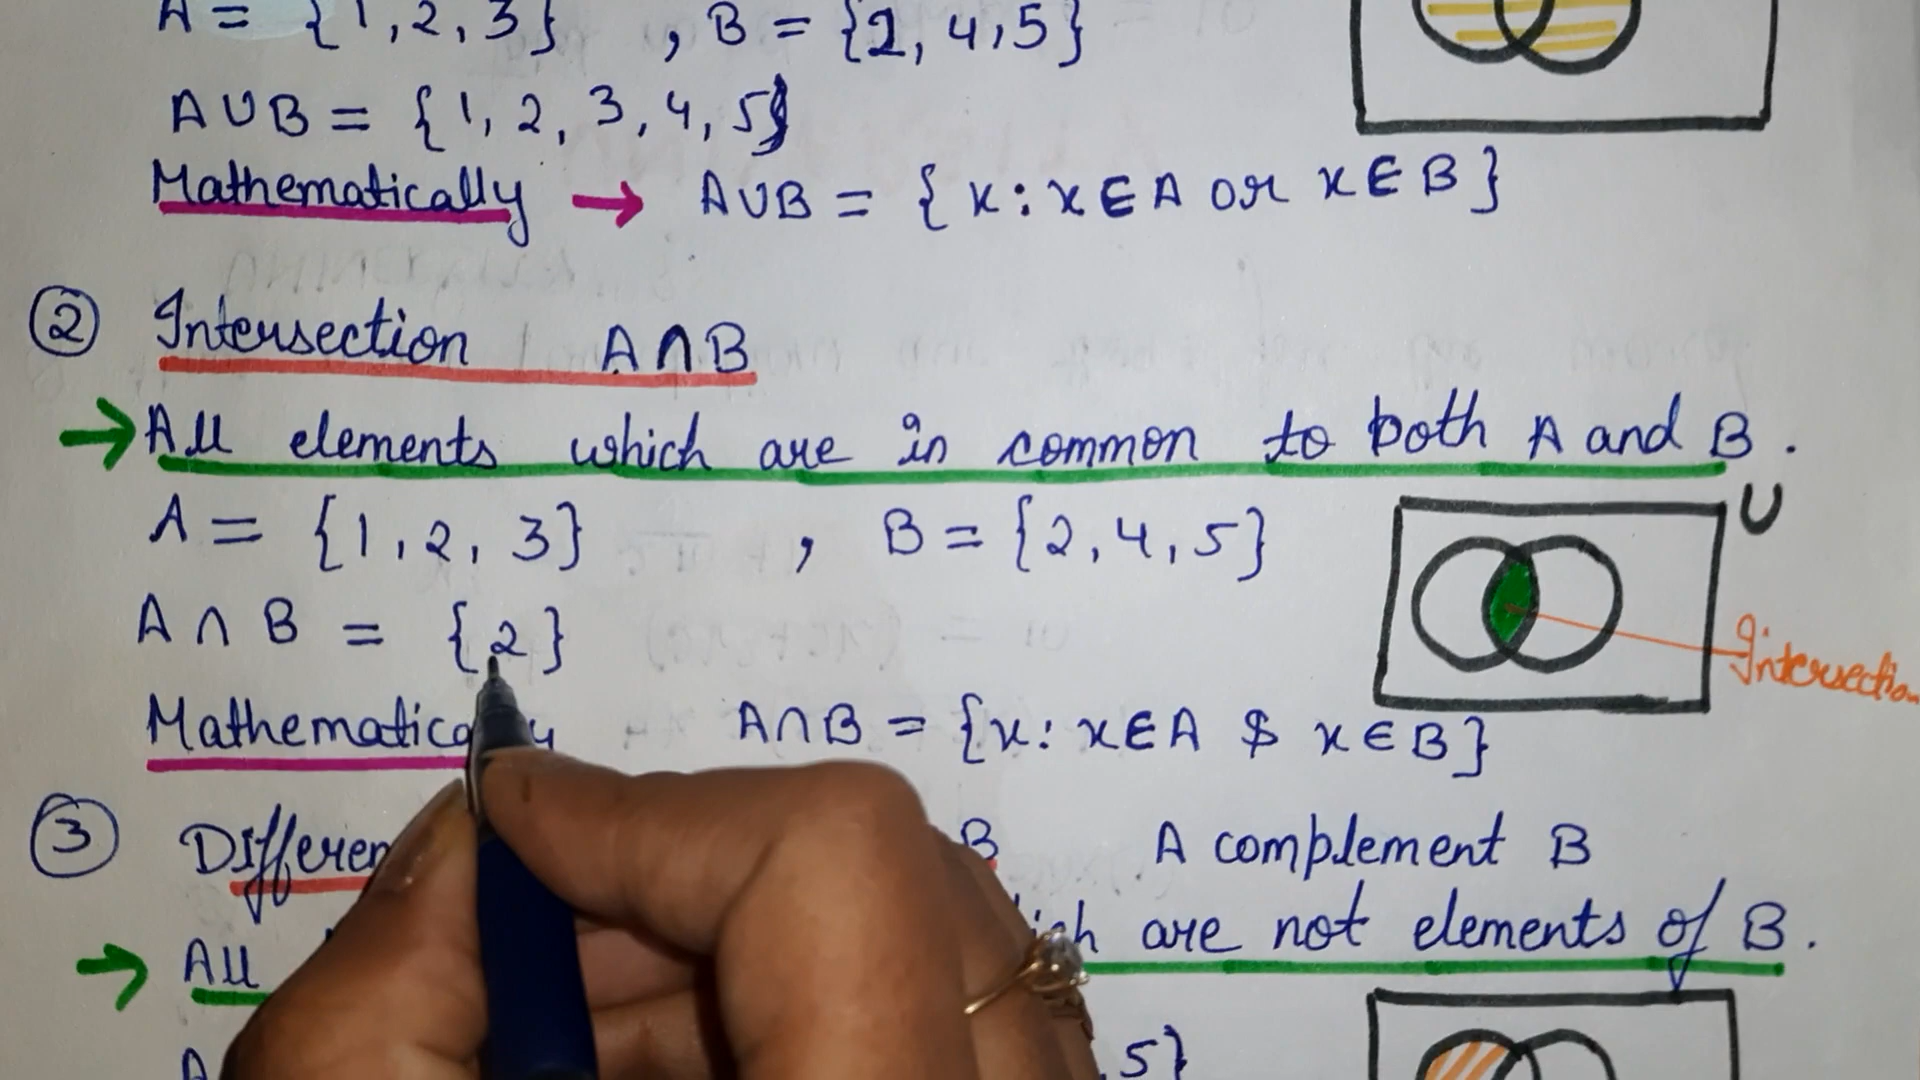 A = {1, 2, 3} , B = {2, 4, 5}
A∪B = {1, 2, 3, 4, 5}
Mathematically → A∪B = {x : x∈A or x∈B}
② Intersection A∩B
→ All elements which are in common to both A and B.
A = {1, 2, 3} , B = {2, 4, 5}
U
A ∩ B = {2}
Intersection
Mathematically A∩B = {x : x∈A $ x∈B}
③ B A complement B
→ All are not elements of B.
A 5}